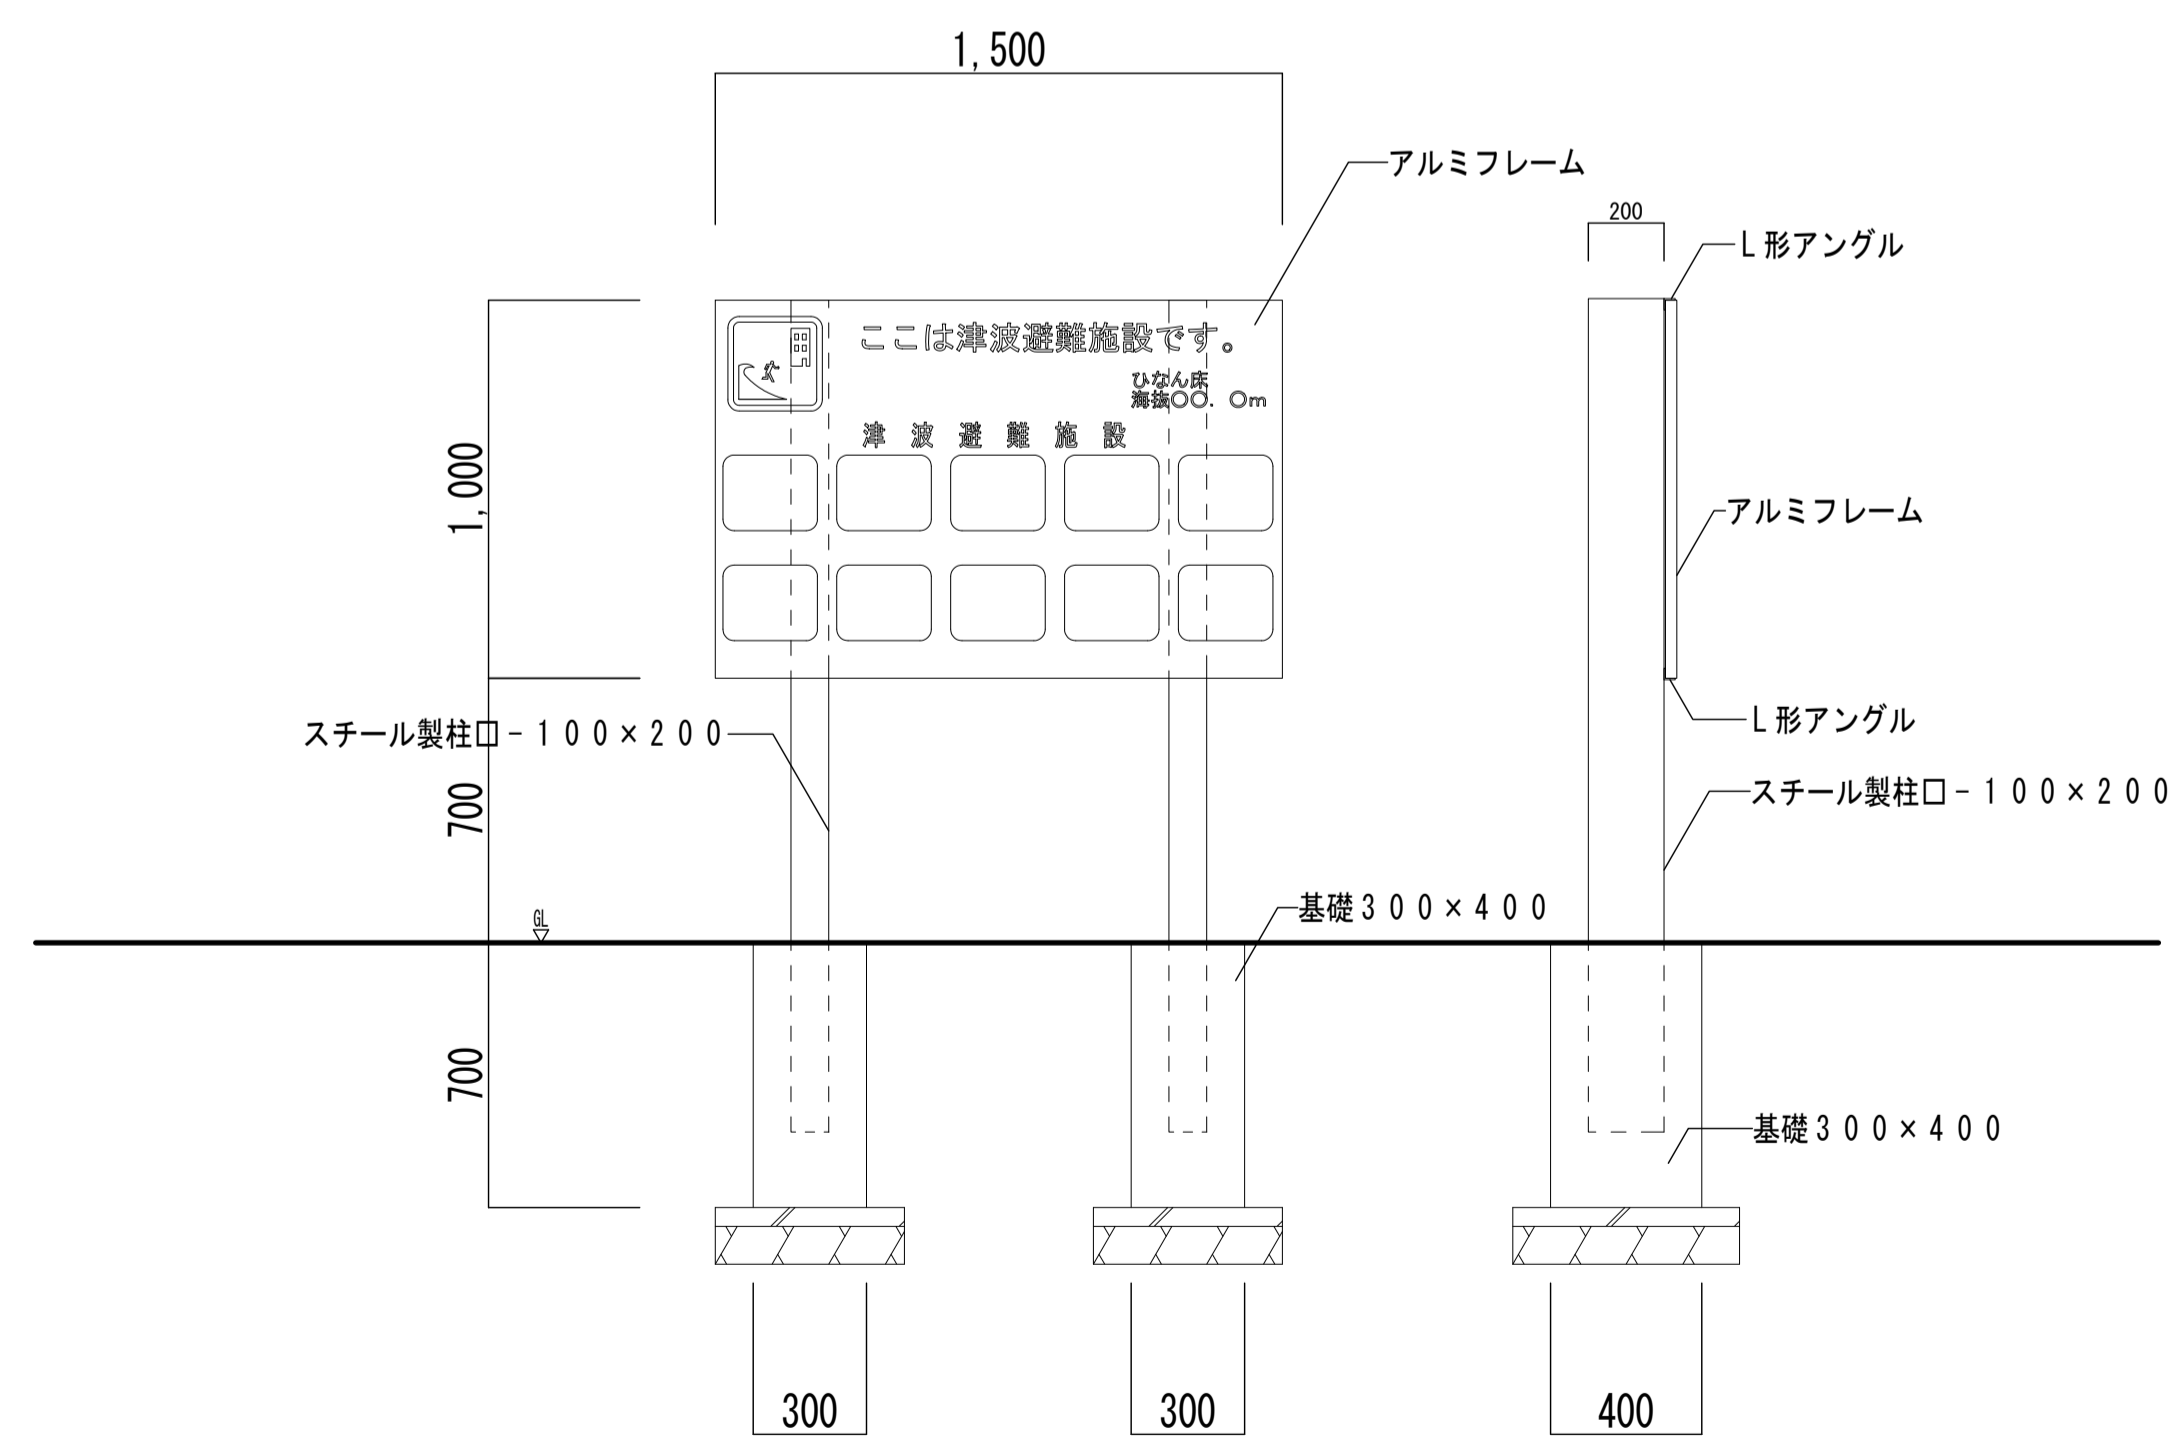 1,500
アルミフレーム
200
L形アングル
ここは津波避難施設です。
ひなん床
海抜〇〇．〇m
津波避難施設
1,000
アルミフレーム
L形アングル
スチール製柱□－１００×２００
700
スチール製柱□－１００×２００
GL
基礎３００×４００
700
基礎３００×４００
300
300
400